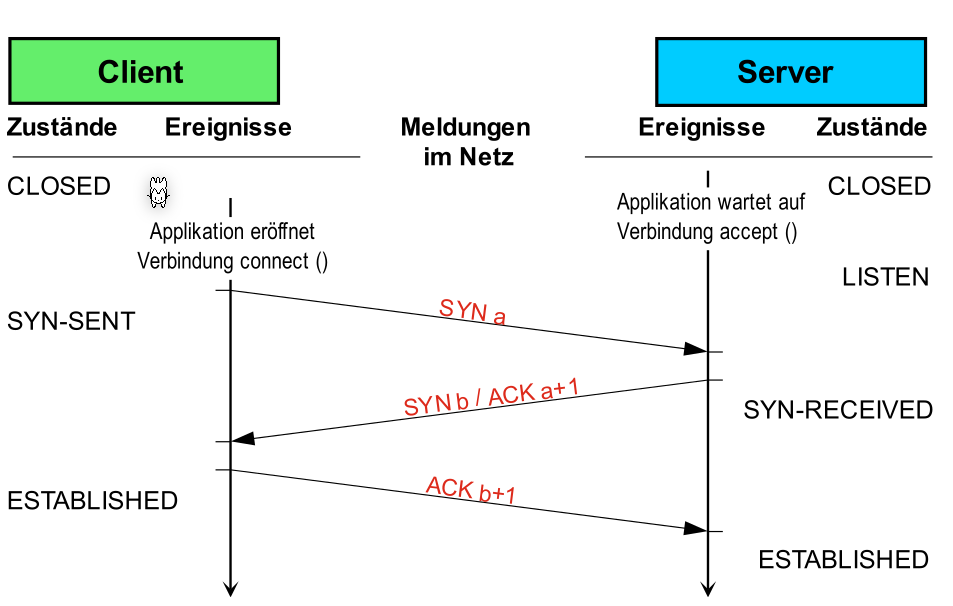 Client
Server
Zustände
Ereignisse
Meldungen
im Netz
Ereignisse
Zustände
CLOSED
CLOSED
Applikation wartet auf
Verbindung accept ()
Applikation eröffnet
Verbindung connect ()
LISTEN
SYN a
SYN-SENT
SYN b / ACK a+1
SYN-RECEIVED
ACK b+1
ESTABLISHED
ESTABLISHED